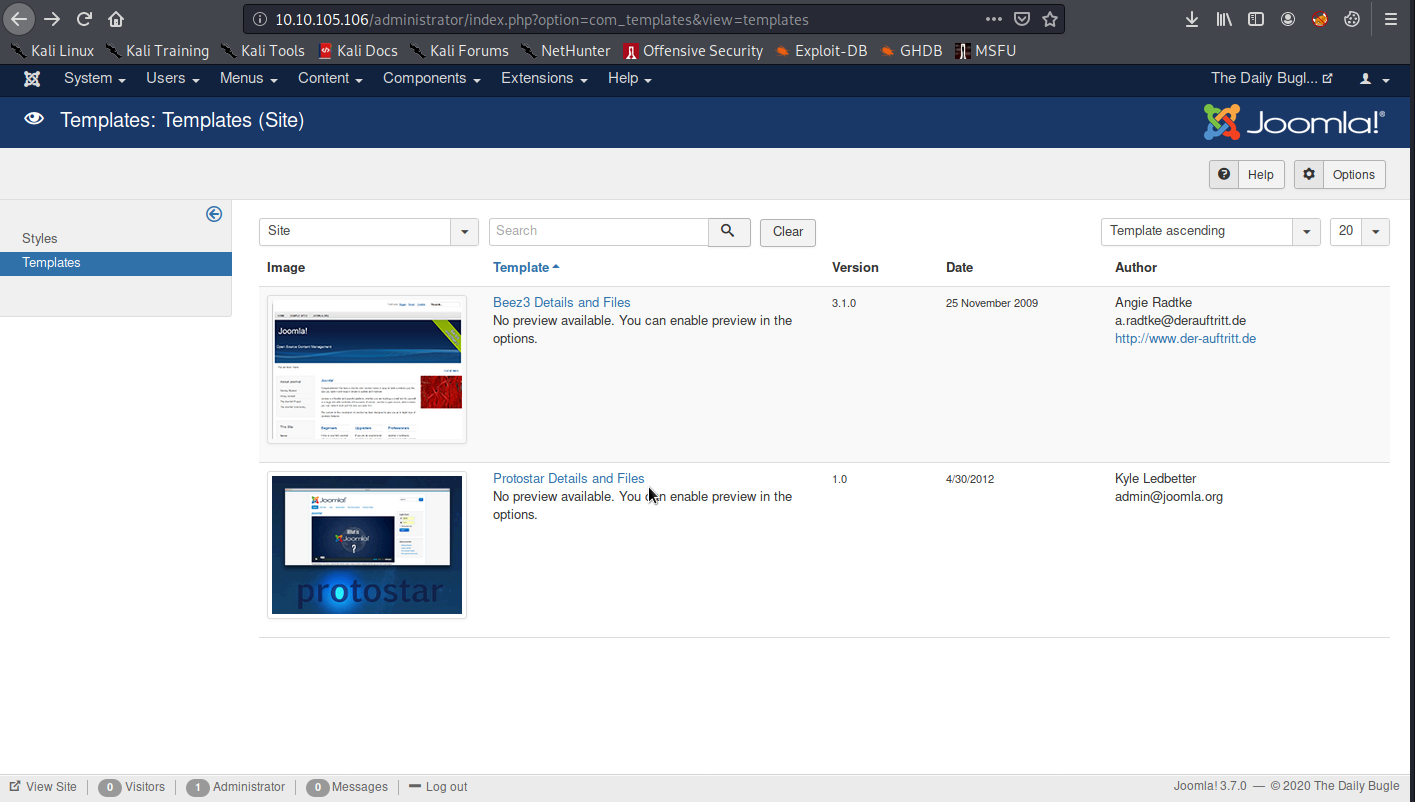 10.10.105.106/administrator/index.php?option=com_templates&view=templates
Kali Linux Kali Training Kali Tools Kali Docs Kali Forums NetHunter Offensive Security Exploit-DB GHDB MSFU
System Users Menus Content Components Extensions Help The Daily Bugl...
Templates: Templates (Site) Joomla!®
Help Options
Styles
Templates
Site Search Clear Template ascending 20
Image Template Version Date Author
Beez3 Details and Files 3.1.0 25 November 2009 Angie Radtke
No preview available. You can enable preview in the a.radtke@derauftritt.de
options. http://www.der-auftritt.de
Joomla!
Protostar Details and Files 1.0 4/30/2012 Kyle Ledbetter
No preview available. You can enable preview in the admin@joomla.org
options.
Joomla!
What is
Joomla!
?
protostar
View Site 0 Visitors 1 Administrator 0 Messages Log out Joomla! 3.7.0 — © 2020 The Daily Bugle